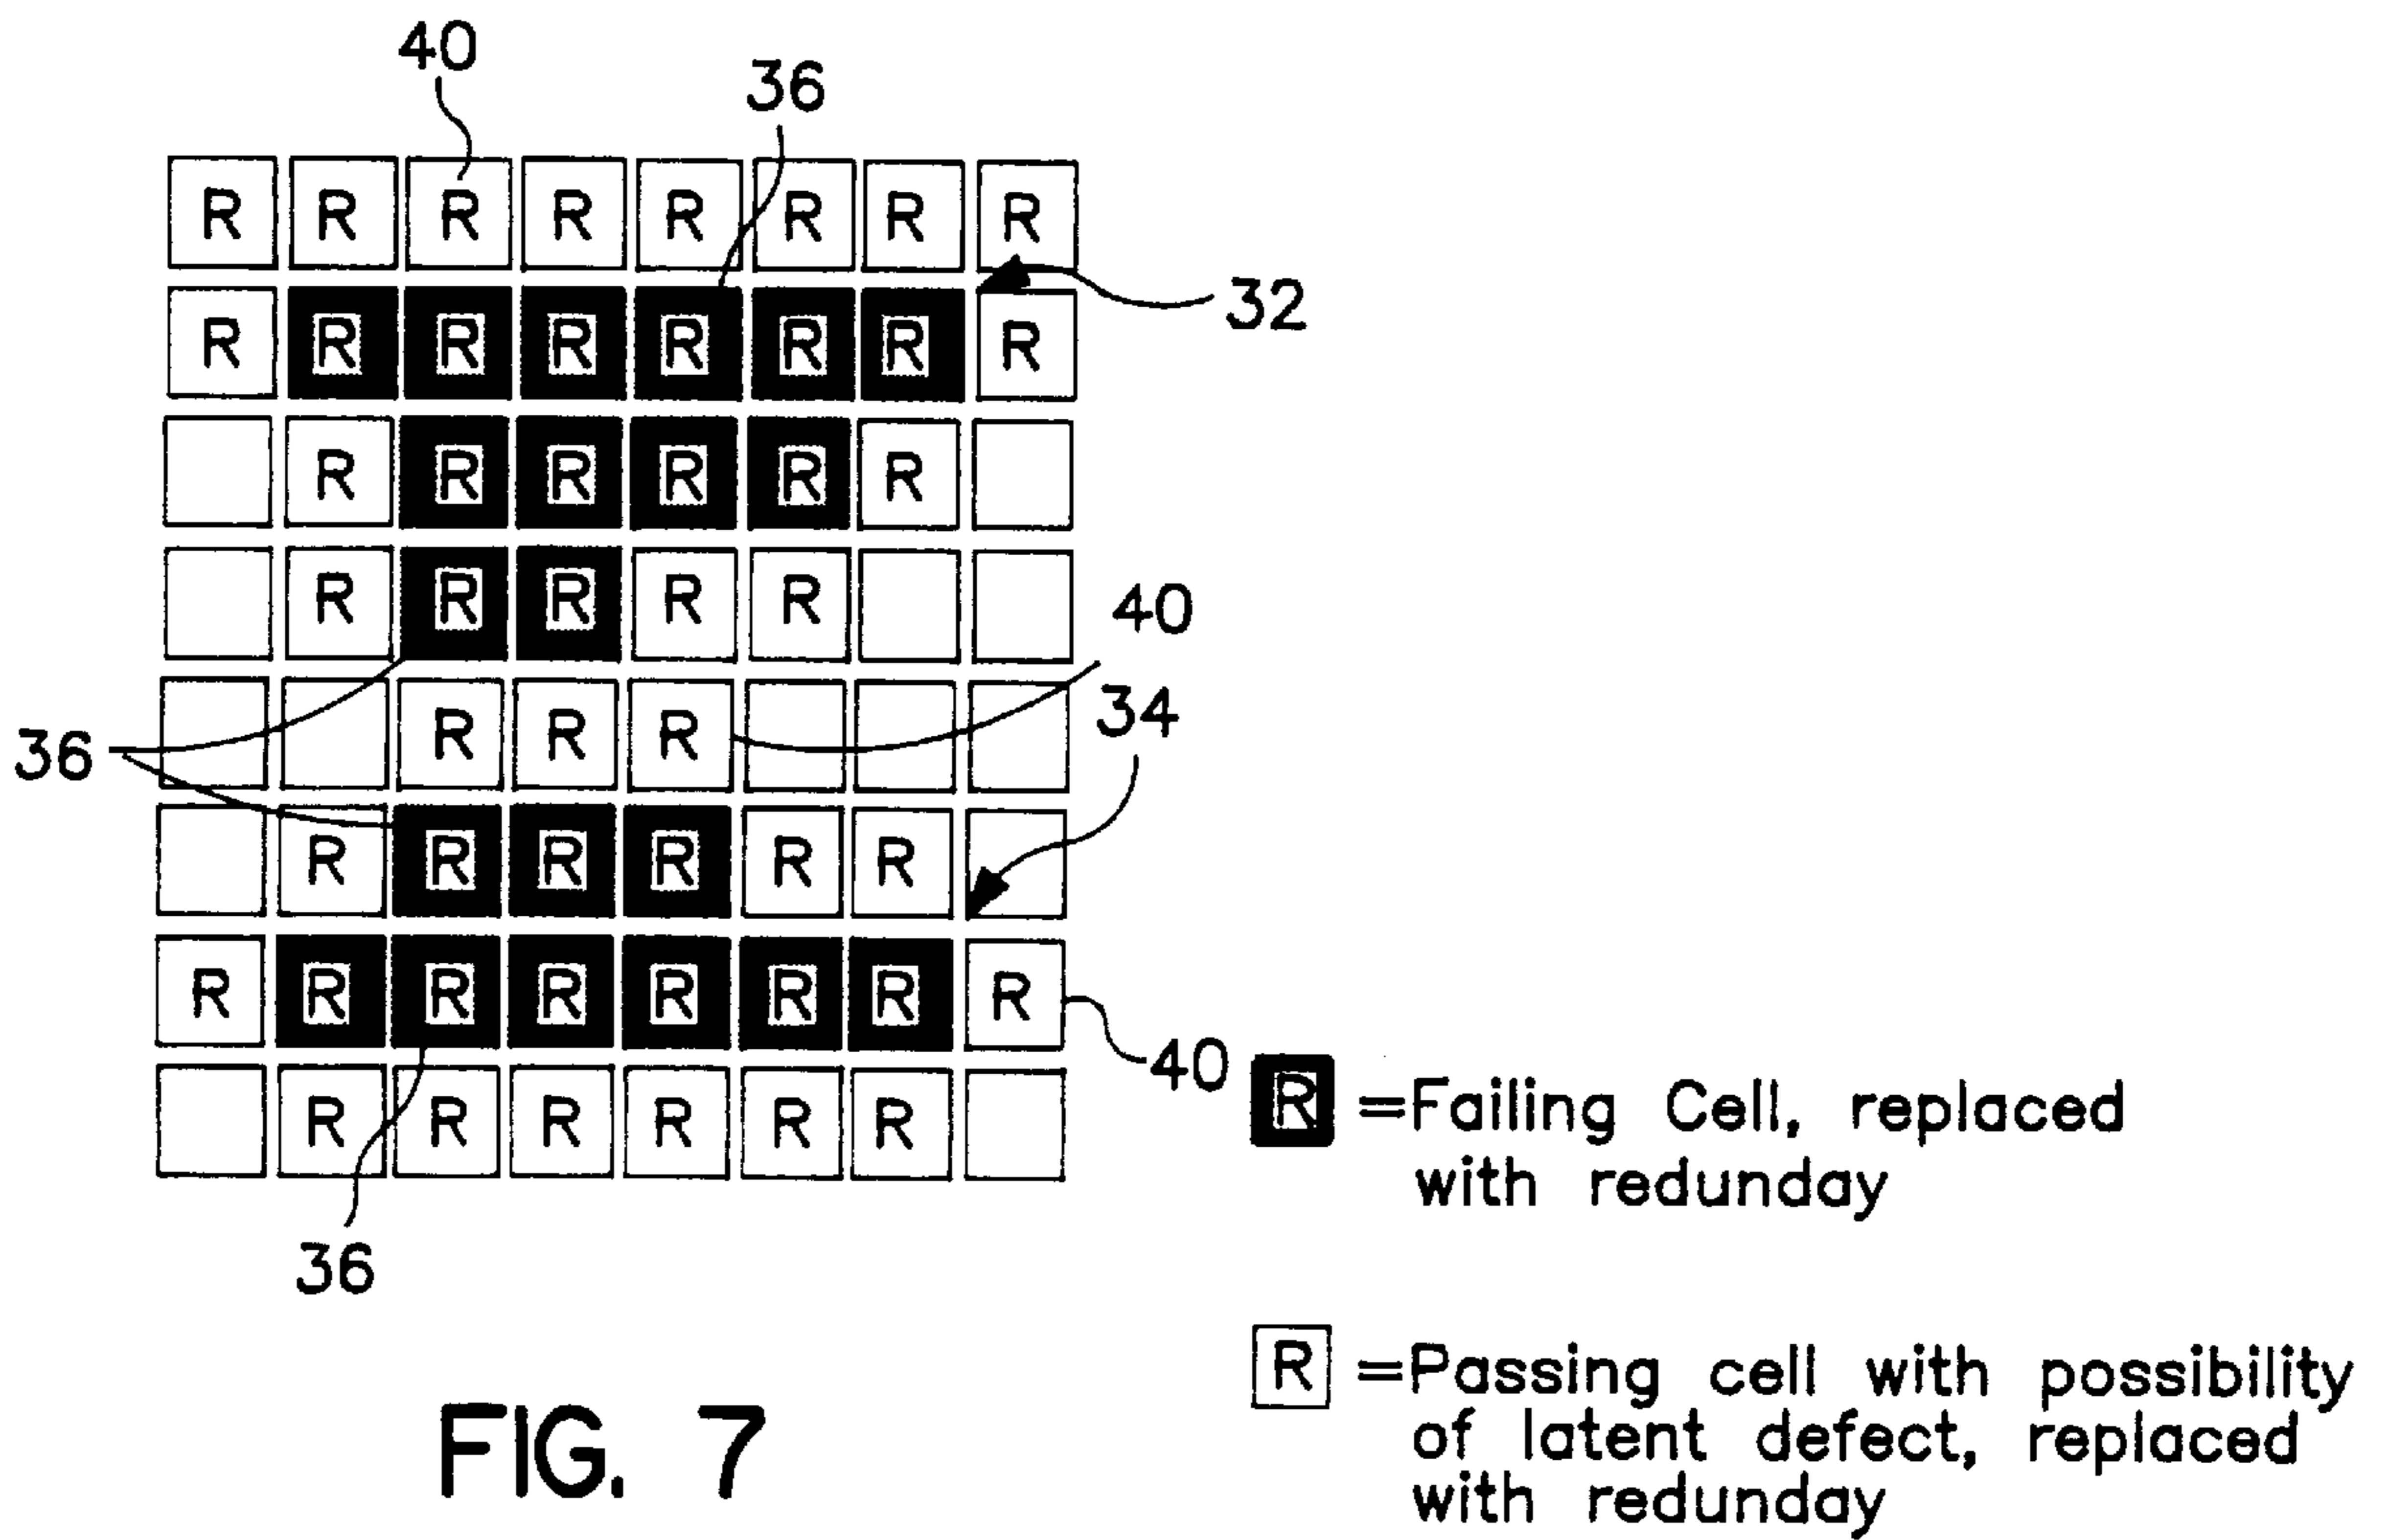 40
36
R R R R R R R R
32
R R R R R R R R
R R R R R R
R R R R R
40
R R R
34
36
R R R R R R
R R R R R R R R
40
R R R R R R
36
R =Failing Cell, replaced
with redunday
R =Passing cell with possibility
of latent defect, replaced
with redunday
FIG. 7